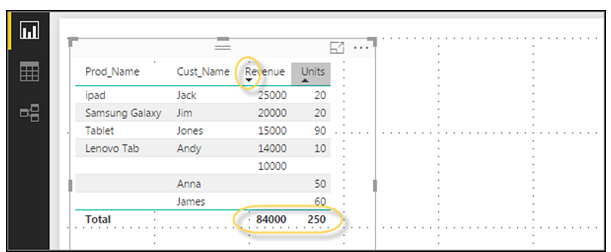 Prod_Name Cust_Name Revenue Units
ipad Jack 25000 20
Samsung Galaxy Jim 20000 20
Tablet Jones 15000 90
Lenovo Tab Andy 14000 10
10000
Anna 50
James 60
Total 84000 250